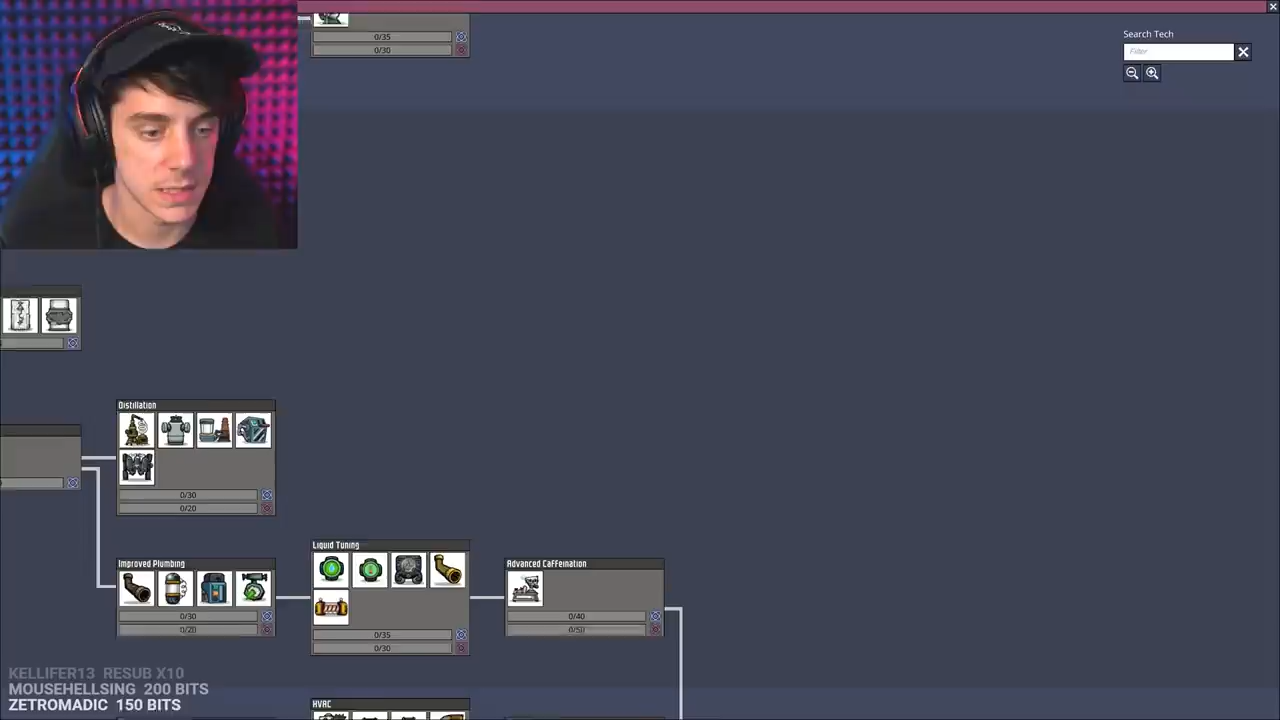 0/35
0/30
Search Tech
Filter
Distillation
0/30
0/20
Improved Plumbing
0/30
0/20
Liquid Tuning
0/35
0/30
Advanced Caffeination
0/40
0/50
HVAC
KELLIFER13 RESUB X10
MOUSEHELLSING 200 BITS
ZETROMADIC 150 BITS